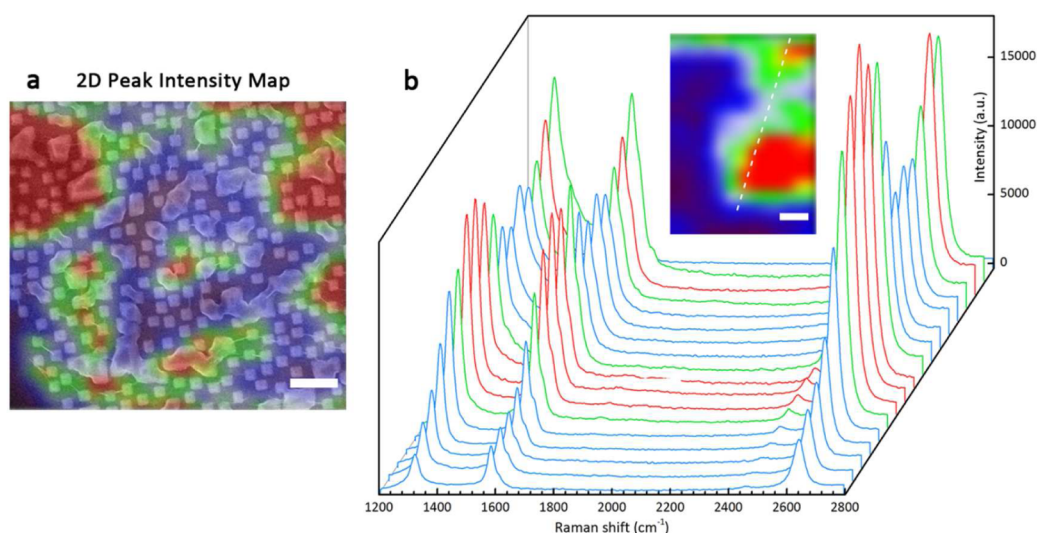 a
2D Peak Intensity Map
b
15000
10000
5000
0
Intensity (a.u.)
1200 1400 1600 1800 2000 2200 2400 2600 2800
Raman shift (cm⁻¹)